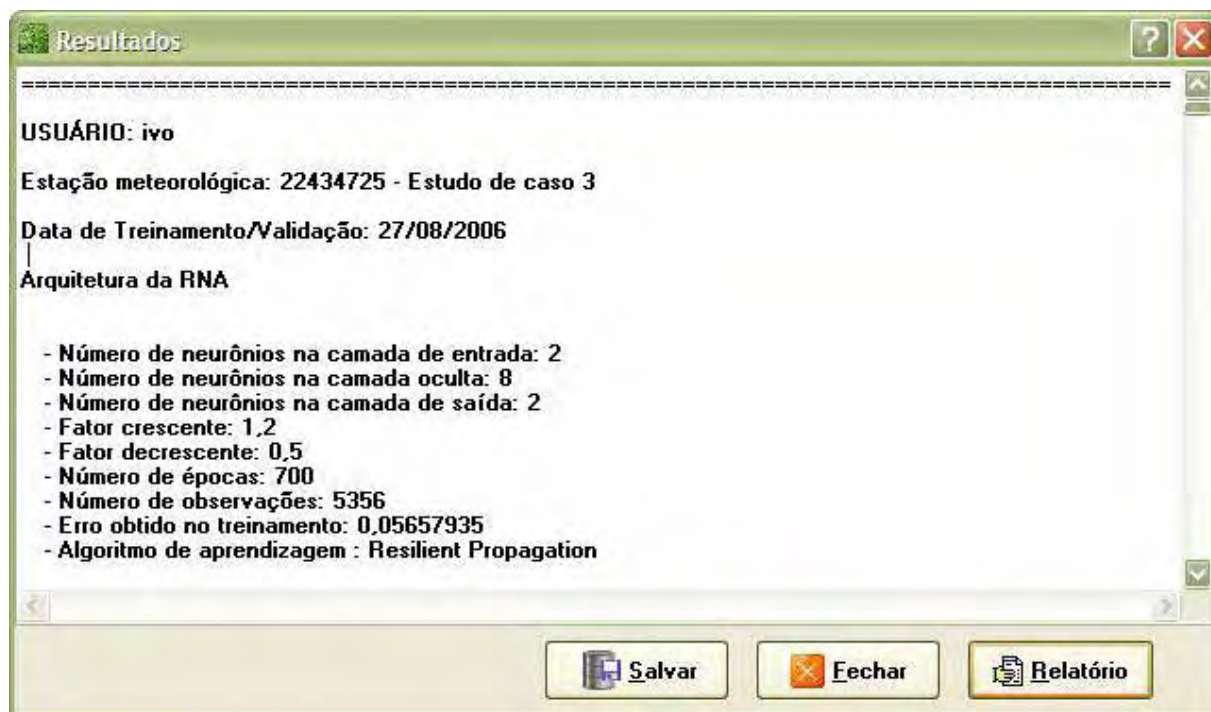 Resultados
================================================================================
USUÁRIO: ivo
Estação meteorológica: 22434725 - Estudo de caso 3
Data de Treinamento/Validação: 27/08/2006
Arquitetura da RNA
- Número de neurônios na camada de entrada: 2
- Número de neurônios na camada oculta: 8
- Número de neurônios na camada de saída: 2
- Fator crescente: 1,2
- Fator decrescente: 0,5
- Número de épocas: 700
- Número de observações: 5356
- Erro obtido no treinamento: 0,05657935
- Algoritmo de aprendizagem : Resilient Propagation
Salvar Fechar Relatório